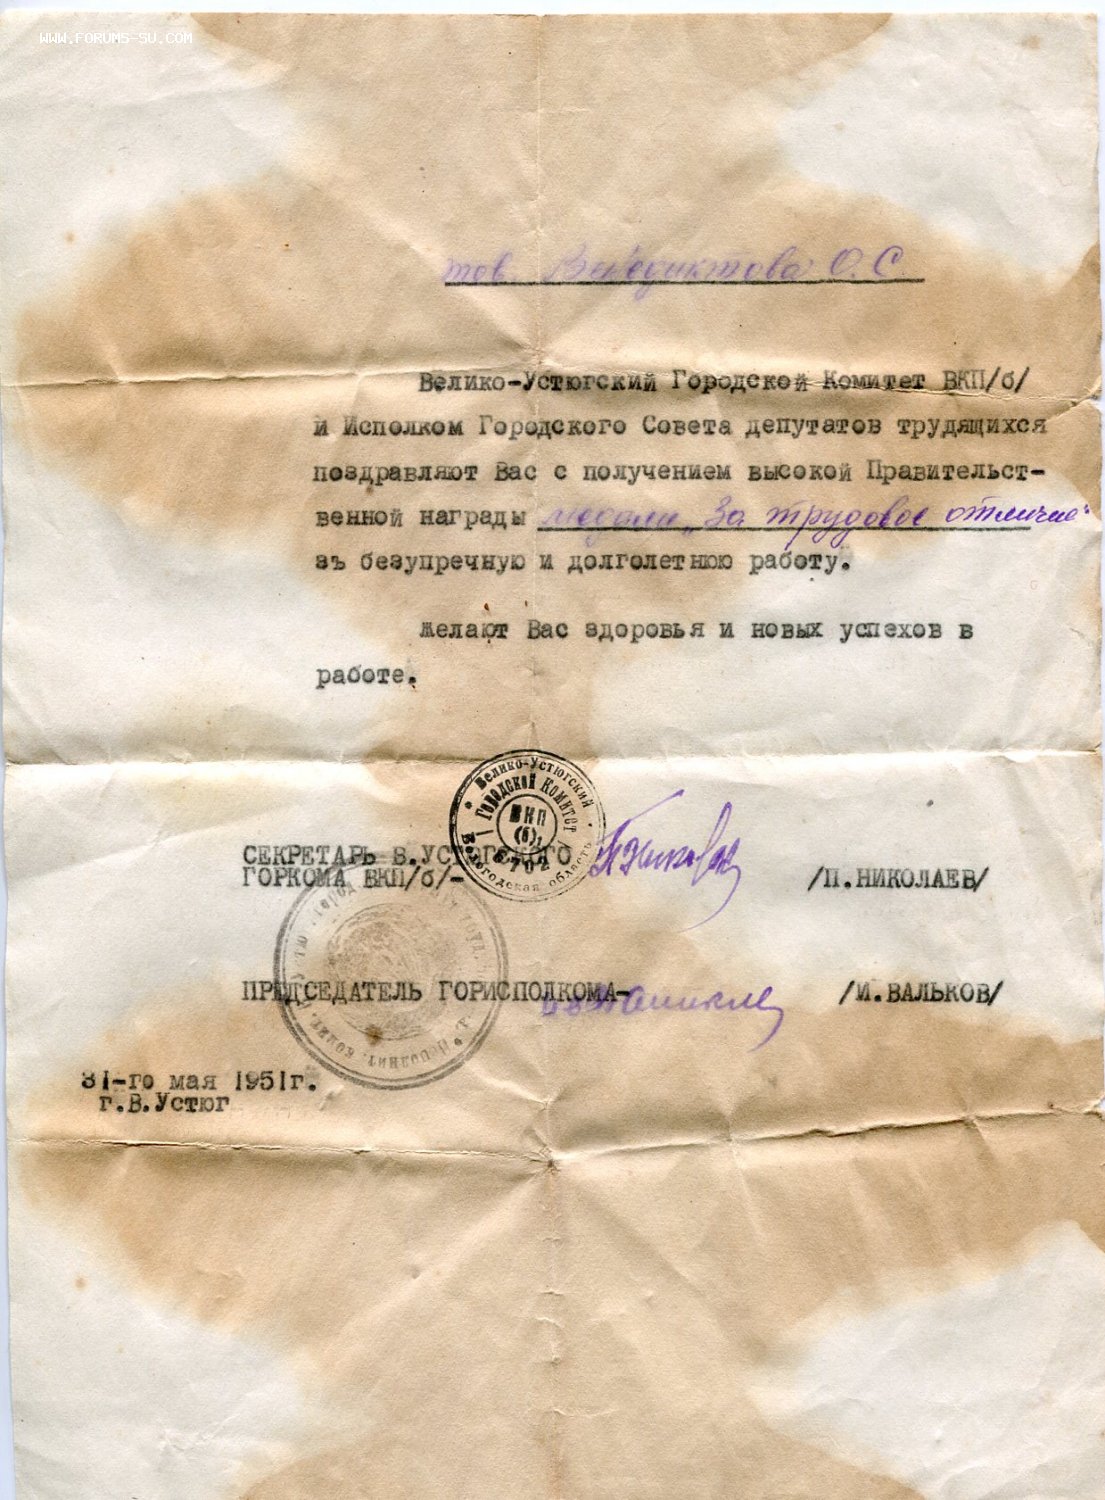 WWW.FORUMS-SU.COM
тов. Венедиктова О.С.
Велико-Устюгский Городской Комитет ВКП/б/
и Исполком Городского Совета депутатов трудящихся
поздравляют Вас с получением высокой Правительст-
венной награды медали „За трудовое отличие"
зъ безупречную и долголетнюю работу.
желают Вас здоровья и новых успехов в
работе.
Велико-Устюгский
Городской Комитет
ВКП
(б)
Вологодская область
СЕКРЕТАРЬ В.УСТЮГСКОГО
ГОРКОМА ВКП/б/-
/П.НИКОЛАЕВ/
ПРЕДСЕДАТЕЛЬ ГОРИСПОЛКОМА-
/И.ВАЛЬКОВ/
31-го мая 1951г.
г.В.Устюг